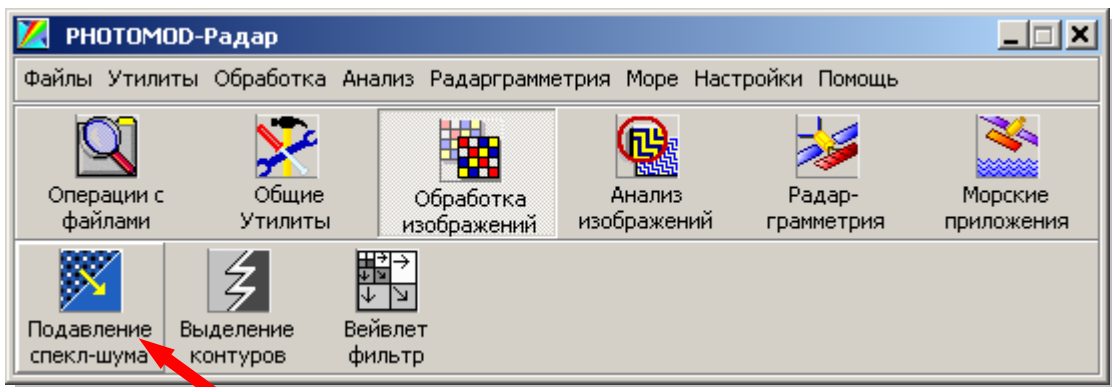 PHOTOMOD-Радар
Файлы Утилиты Обработка Анализ Радарграмметрия Море Настройки Помощь
Операции с
файлами
Общие
Утилиты
Обработка
изображений
Анализ
изображений
Радар-
грамметрия
Морские
приложения
Подавление
спекл-шума
Выделение
контуров
Вейвлет
фильтр